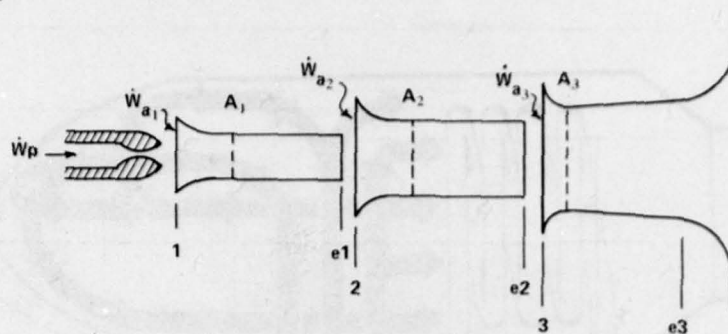 Ẇp
Ẇa₁
A₁
Ẇa₂
A₂
Ẇa₃
A₃
1
e1
2
e2
3
e3